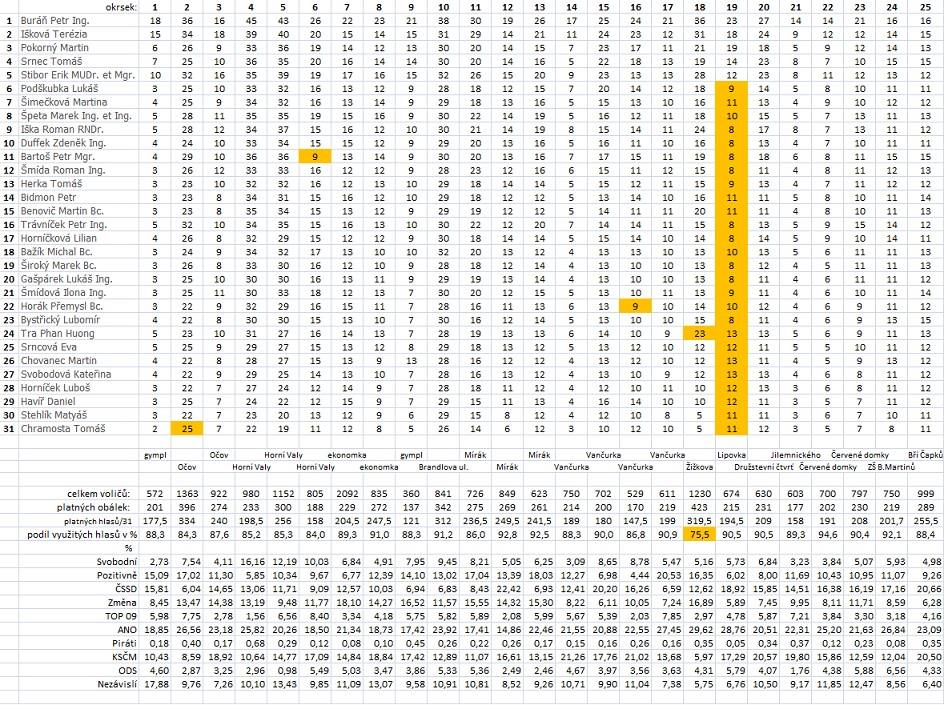 okrsek: 1 2 3 4 5 6 7 8 9 10 11 12 13 14 15 16 17 18 19 20 21 22 23 24 25
1 Buráň Petr Ing. 18 36 16 45 43 26 22 23 21 38 30 19 26 17 25 24 21 30 23 27 14 14 21 16 16
2 Išková Terézia 15 34 18 39 40 20 15 14 15 31 29 14 21 11 24 23 12 31 18 24 9 12 12 14 15
3 Pokorný Martin 6 26 9 33 36 19 14 12 13 30 20 14 15 7 23 17 11 21 19 18 5 9 12 14 13
4 Srnec Tomáš 7 25 10 36 35 20 16 14 14 30 20 14 16 5 22 18 13 19 14 23 8 7 10 15 15
5 Stibor Erik MUDr. et Mgr. 10 32 16 35 39 19 17 16 15 32 26 15 20 9 23 13 13 28 12 23 8 11 12 13 12
6 Podškubka Lukáš 3 25 10 33 32 16 13 12 9 29 18 12 15 7 20 14 12 18 9 14 5 8 10 11 11
7 Šimečková Martina 4 25 9 34 32 16 13 14 9 28 18 13 16 5 15 13 10 16 11 13 4 9 10 12 12
8 Špeta Marek Ing. et Ing. 5 28 11 35 35 19 15 13 10 30 22 11 14 5 16 12 11 18 10 15 5 7 13 11 13
9 Iška Roman RNDr. 5 28 12 34 37 15 16 12 10 30 21 14 19 8 15 14 11 24 8 17 8 7 13 11 12
10 Duffek Zdeněk Ing. 4 24 10 33 34 15 15 12 9 30 20 13 16 5 16 11 10 16 8 13 4 7 11 12 12
11 Bartoš Petr Mgr. 4 29 10 36 36 9 13 14 9 30 20 13 16 7 17 15 11 19 8 18 6 8 11 15 15
12 Šmída Roman Ing. 3 26 12 33 33 16 12 12 9 28 23 12 16 6 15 11 12 15 8 13 4 8 11 12 12
13 Herka Tomáš 3 23 10 32 32 16 12 13 10 29 18 14 14 5 15 12 11 15 9 13 4 7 11 12 12
14 Bidmon Petr 3 23 8 34 31 15 16 12 10 29 18 12 12 5 13 14 10 16 11 11 5 8 10 11 14
15 Benovič Martin Bc. 3 23 8 35 34 15 13 12 9 29 19 12 12 5 14 11 11 20 11 11 4 8 10 11 13
16 Trávníček Petr Ing. 5 32 10 34 35 15 16 13 10 30 22 12 20 7 14 14 11 15 8 13 5 9 15 14 12
17 Horníčková Lilian 4 26 8 32 29 15 12 12 9 30 18 14 14 5 15 14 10 14 8 11 5 9 10 14 11
18 Bažík Michal Bc. 3 24 9 34 32 17 13 10 10 32 20 13 12 4 13 10 10 13 10 13 5 6 11 11 12
19 Široký Marek Bc. 3 26 8 33 30 16 12 10 9 28 18 12 14 4 13 10 10 13 8 12 4 5 11 11 13
20 Gašpárek Lukáš Ing. 3 25 10 30 30 16 13 11 9 28 18 12 12 5 13 10 11 13 8 11 4 6 11 11 12
21 Šmídová Ilona Ing. 3 25 11 30 33 18 12 13 7 30 20 12 15 5 13 10 11 13 9 11 4 6 10 11 14
22 Horák Přemysl Bc. 3 22 9 32 29 16 15 11 7 28 16 11 13 6 13 9 10 14 10 12 4 6 9 11 12
23 Bystřický Lubomír 4 22 8 30 30 15 13 10 7 30 16 12 14 5 13 10 10 15 8 11 4 6 9 13 12
24 Tra Phan Huong 5 23 10 31 27 16 14 13 7 28 19 13 13 6 14 10 9 23 13 13 5 6 9 11 13
25 Srncová Eva 5 25 9 29 27 15 13 12 8 29 18 13 12 5 13 12 10 12 12 11 5 5 10 11 12
26 Chovanec Martin 4 22 8 28 27 15 13 9 13 28 18 12 12 4 13 12 10 12 13 11 4 5 9 13 12
27 Svobodová Kateřina 4 22 9 29 25 14 13 10 7 28 16 13 12 4 13 10 9 12 13 12 4 6 8 11 12
28 Horníček Luboš 3 22 7 27 24 12 14 9 7 28 18 11 12 4 12 10 11 10 12 13 3 6 8 11 12
29 Havíř Daniel 3 25 7 24 22 12 15 9 7 29 15 11 13 4 16 14 10 10 12 11 3 7 8 11 11
30 Stehlík Matyáš 3 22 7 23 20 13 12 9 6 29 15 8 12 4 12 10 8 5 11 11 3 6 7 10 11
31 Chramosta Tomáš 2 25 7 22 19 11 12 8 5 26 14 6 12 3 10 12 8 5 11 12 3 5 7 8 11
gympl Očov Horní Valy ekonomka gympl Mírák Mírák Vančurka Vančurka Lipovka Jilemnického Červené domky Bří Čapků
Očov Horní Valy Horní Valy ekonomka Brandlova ul. Mírák Vančurka Vančurka Žižkova Družstevní čtvrť Červené domky ZŠ B.Martinů
celkem voličů: 572 1363 922 980 1152 805 2092 835 360 841 726 849 623 750 702 529 611 1230 674 630 603 700 797 750 999
platných obálek: 201 396 274 233 300 188 229 272 137 342 275 269 261 214 200 170 219 423 215 231 177 202 230 219 289
platných hlasů/31 177,5 334 240 198,5 256 158 204,5 247,5 121 312 236,5 249,5 241,5 189 180 147,5 199 319,5 194,5 209 158 191 208 201,7 255,5
podíl využitých hlasů v % 88,3 84,3 87,6 85,2 85,3 84,0 89,3 91,0 88,3 91,2 86,0 92,8 92,5 88,3 90,0 86,8 90,9 75,5 90,5 90,5 89,3 94,6 90,4 92,1 88,4
%
Svobodní 2,73 7,54 4,11 16,16 12,19 10,03 6,84 4,91 7,95 9,45 8,21 5,05 6,25 3,09 8,65 8,78 5,47 5,16 5,73 6,84 3,23 3,84 5,07 5,93 4,98
Pozitivně 15,09 17,02 11,30 5,85 10,34 9,67 6,77 12,39 14,10 13,02 17,04 13,39 18,03 12,27 6,98 4,44 20,53 16,35 6,02 8,00 11,69 10,43 10,95 11,07 9,26
ČSSD 15,81 6,04 14,65 13,06 11,71 9,09 12,57 10,03 6,94 6,83 8,43 22,42 6,93 12,41 20,20 16,26 6,59 12,62 18,92 15,85 14,51 16,38 16,19 17,16 20,66
Změna 8,45 13,47 14,38 13,19 9,48 11,77 18,10 14,27 16,52 11,57 15,55 14,32 15,30 8,22 6,11 10,05 7,24 16,89 5,89 7,45 9,95 8,11 11,71 8,59 6,28
TOP 09 5,98 7,75 2,78 1,56 6,56 8,40 3,34 4,18 5,75 5,82 5,89 2,08 5,99 5,67 5,39 2,03 7,85 2,97 4,78 5,87 7,21 3,84 3,30 3,18 4,16
ANO 18,85 26,56 23,18 25,82 20,26 18,50 21,34 18,73 17,42 23,92 17,41 14,86 22,46 21,55 20,88 22,55 27,45 29,62 28,76 20,51 22,31 25,20 21,63 26,84 23,09
Piráti 0,18 0,40 0,17 0,68 0,29 0,12 0,08 0,10 0,45 0,26 0,22 0,26 0,17 0,15 0,16 0,26 0,16 0,35 0,05 0,34 0,37 0,12 0,23 0,08 0,35
KSČM 10,43 8,59 18,92 10,64 14,77 17,09 14,84 18,84 17,42 12,89 11,07 16,61 13,15 21,26 17,76 21,02 13,68 5,97 17,29 20,57 19,80 15,86 12,59 12,04 20,50
ODS 4,60 2,87 3,25 2,96 0,98 5,49 5,03 3,47 3,86 5,33 5,36 2,49 2,46 4,67 3,97 3,56 3,63 4,31 5,79 4,07 1,76 4,38 5,88 6,56 4,33
Nezávislí 17,88 9,76 7,26 10,10 13,43 9,85 11,09 13,07 9,58 10,91 10,81 8,52 9,26 10,71 9,90 11,04 7,38 5,75 6,76 10,50 9,17 11,85 12,47 8,56 6,40